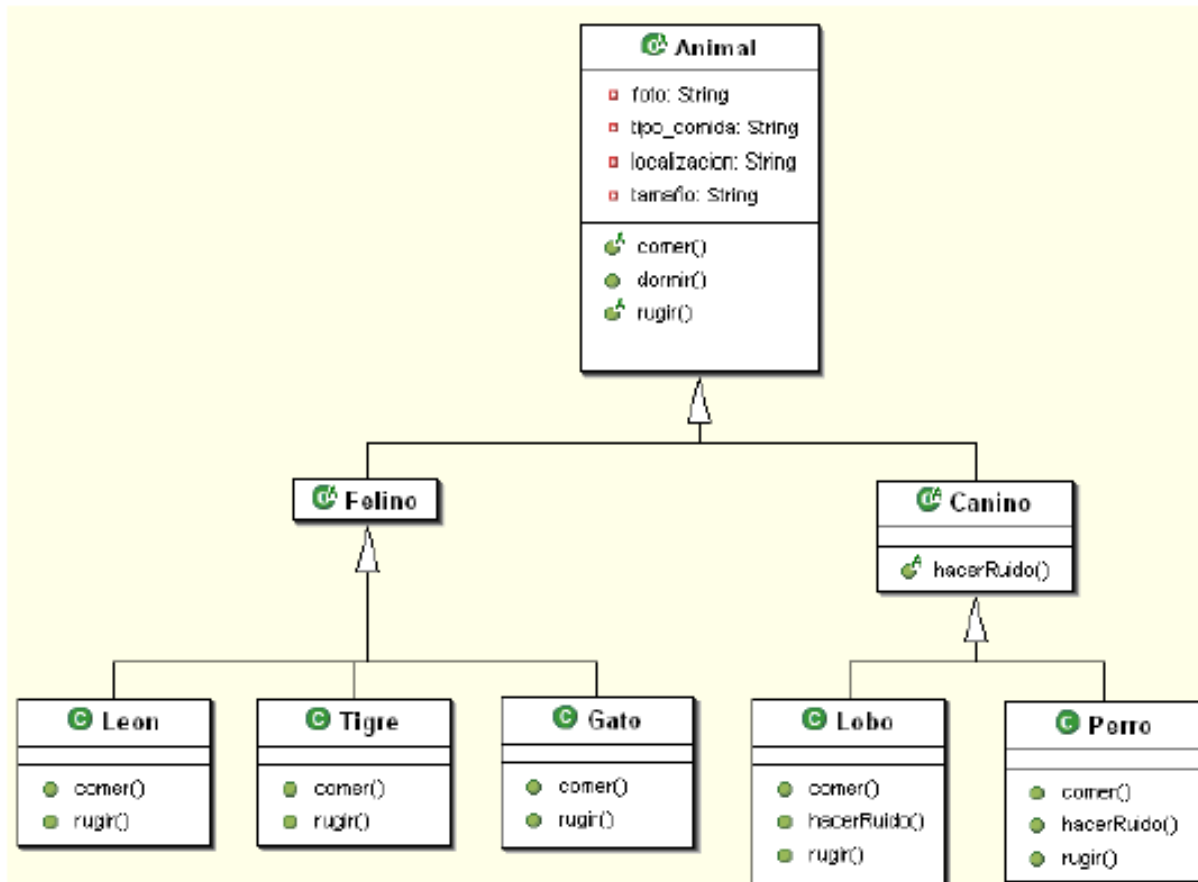 Animal
foto: String
tipo_comida: String
localizacion: String
tamaño: String
comer()
dormir()
rugir()
Felino
Canino
hacerRuido()
Leon
comer()
rugir()
Tigre
comer()
rugir()
Gato
comer()
rugir()
Lobo
comer()
hacerRuido()
rugir()
Perro
comer()
hacerRuido()
rugir()